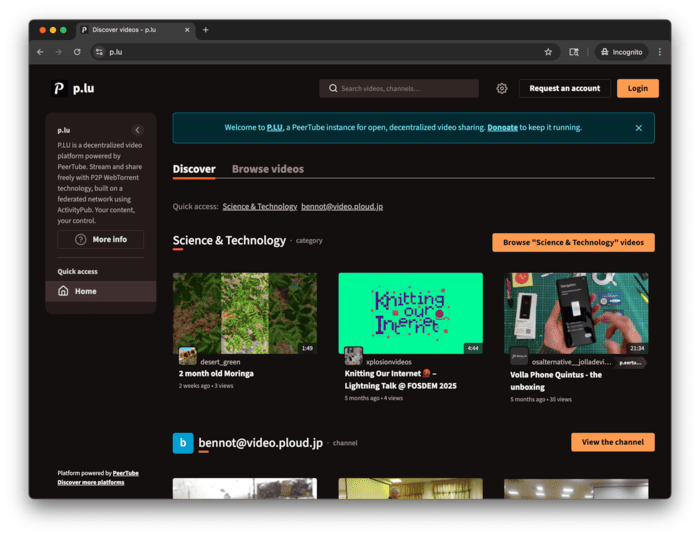 Discover videos - p.lu
p.lu
Incognito
p.lu
Search videos, channels…
Request an account
Login
p.lu
P.LU is a decentralized video
platform powered by
PeerTube. Stream and share
freely with P2P WebTorrent
technology, built on a
federated network using
ActivityPub. Your content,
your control.
More info
Quick access
Home
Platform powered by PeerTube
Discover more platforms
Welcome to P.LU, a PeerTube instance for open, decentralized video sharing. Donoate to keep it running.
Discover Browse videos
Quick access: Science & Technology bennot@video.ploud.jp
Science & Technology · category
Browse "Science & Technology" videos
1:49
desert_green
2 month old Moringa
2 weeks ago • 3 views
Knitting
our
Internet
4:44
xplosionvideos
Knitting Our Internet 🧶 –
Lightning Talk @ FOSDEM 2025
5 months ago • 4 views
21:34
osalternative__jolladevi...
p.eertu...
Volla Phone Quintus - the
unboxing
5 months ago • 35 views
b
bennot@video.ploud.jp · channel
View the channel